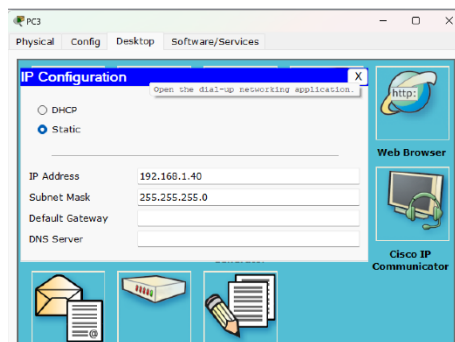 PC3
Physical Config Desktop Software/Services
IP Configuration X
Open the dial-up networking application.
http:
DHCP
Static
Web Browser
IP Address 192.168.1.40
Subnet Mask 255.255.255.0
Default Gateway
DNS Server
Cisco IP
Communicator
@